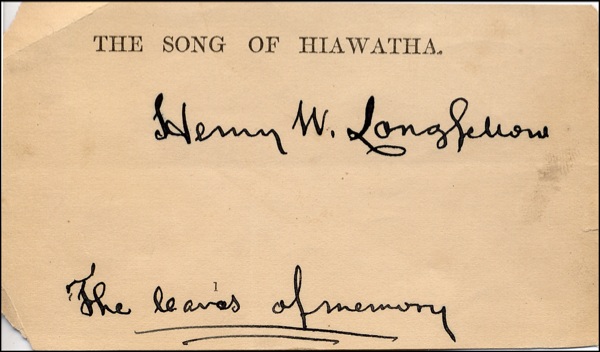 THE SONG OF HIAWATHA.
Henry W. Longfellow
1
The leaves of memory